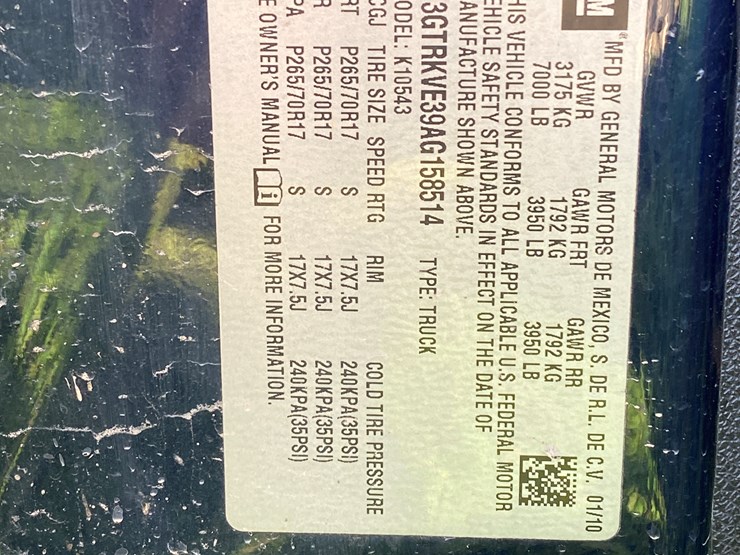 M
MFD BY GENERAL MOTORS DE MEXICO, S. DE R.L. DE C.V. 01/10
GVWR GAWR FRT GAWR RR
3175 KG 1792 KG 1792 KG
7000 LB 3950 LB 3950 LB
HIS VEHICLE CONFORMS TO ALL APPLICABLE U.S. FEDERAL MOTOR
EHICLE SAFETY STANDARDS IN EFFECT ON THE DATE OF
ANUFACTURE SHOWN ABOVE.
3GTRKVE39AG158514 TYPE: TRUCK
ODEL: K10543
CGJ TIRE SIZE SPEED RTG RIM COLD TIRE PRESSURE
RT P265/70R17 S 17X7.5J 240KPA(35PSI)
R P265/70R17 S 17X7.5J 240KPA(35PSI)
PA P265/70R17 S 17X7.5J 240KPA(35PSI)
E OWNER'S MANUAL i FOR MORE INFORMATION.